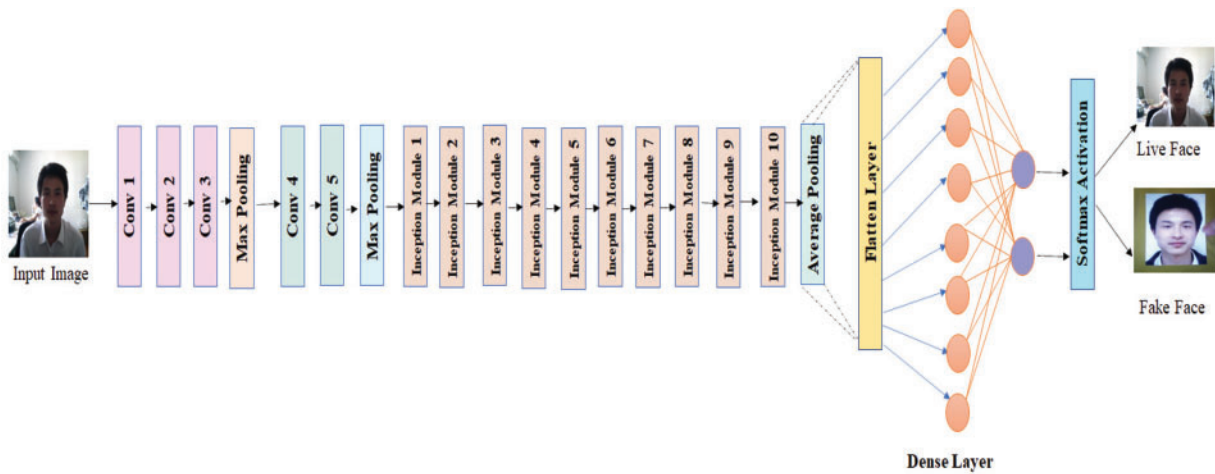 Input Image
Conv 1
Conv 2
Conv 3
Max Pooling
Conv 4
Conv 5
Max Pooling
Inception Module 1
Inception Module 2
Inception Module 3
Inception Module 4
Inception Module 5
Inception Module 6
Inception Module 7
Inception Module 8
Inception Module 9
Inception Module 10
Average Pooling
Flatten Layer
Dense Layer
Softmax Activation
Live Face
Fake Face